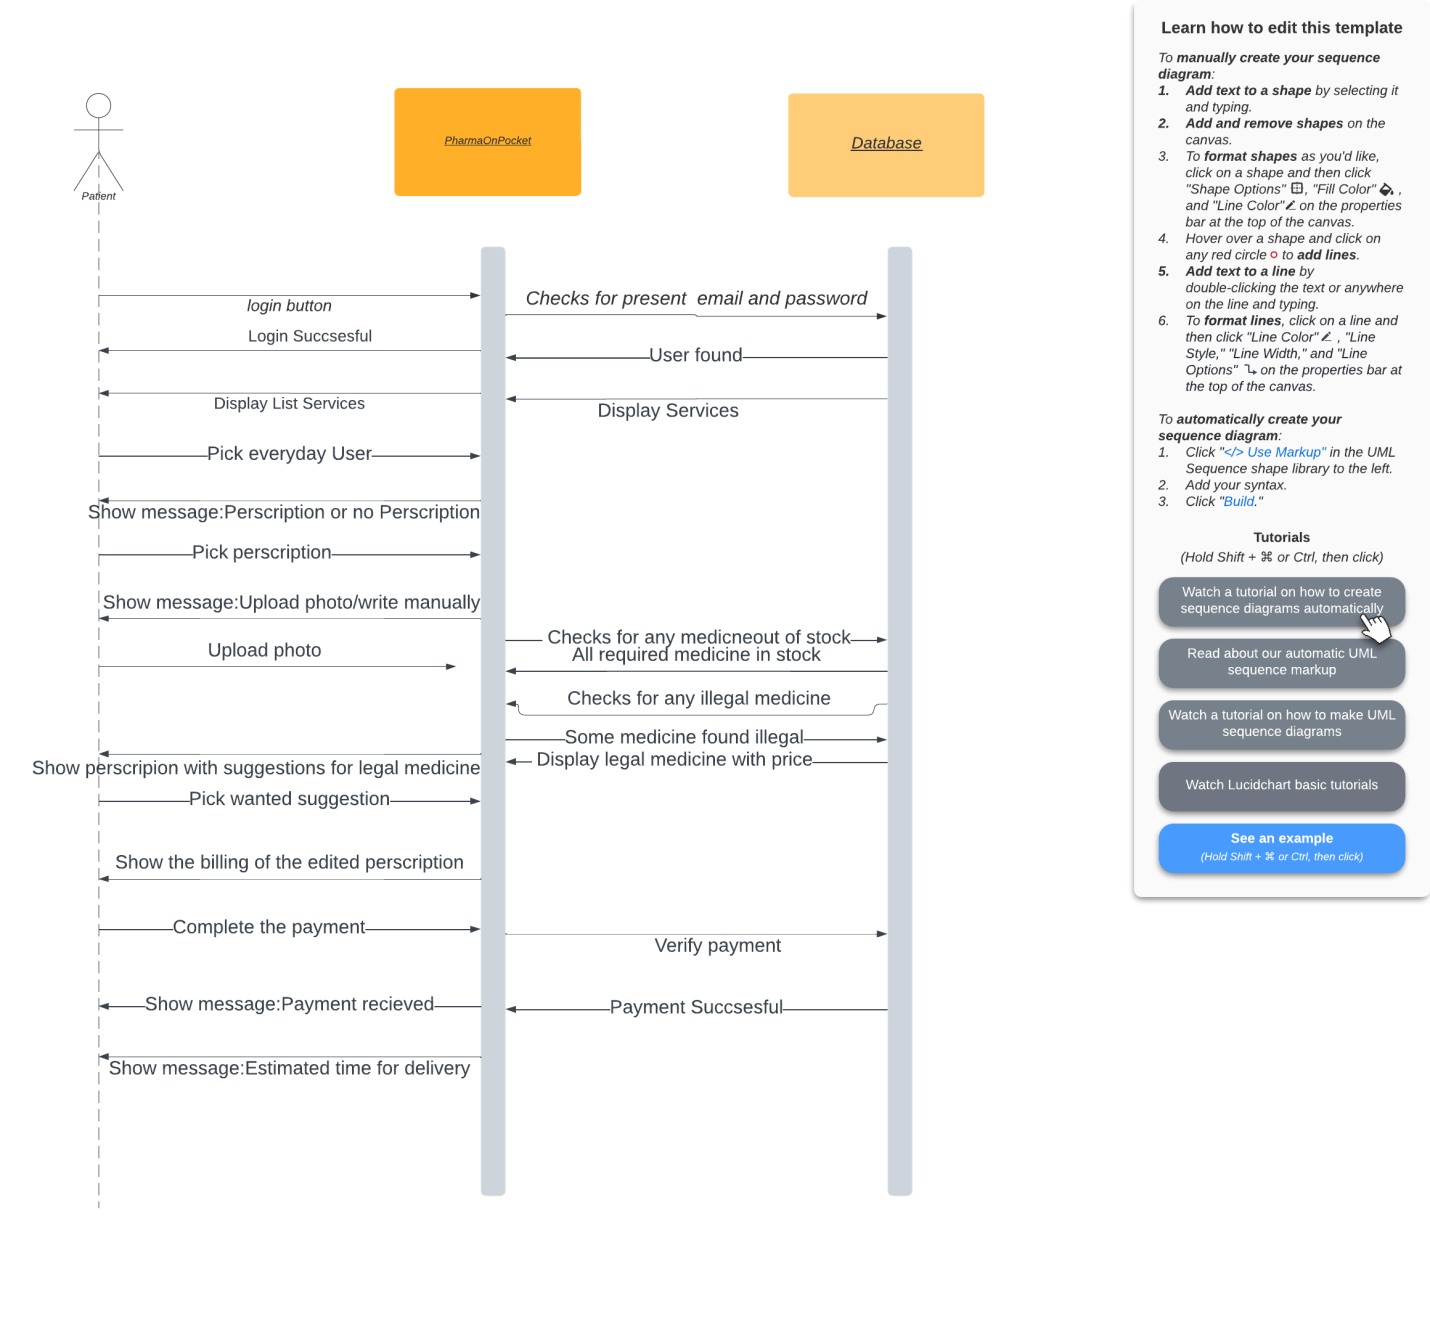 Patient
PharmaOnPocket
Database
login button
Checks for present  email and password
Login Succsesful
User found
Display List Services
Display Services
Pick everyday User
Show message:Perscription or no Perscription
Pick perscription
Show message:Upload photo/write manually
Checks for any medicneout of stock
Upload photo
All required medicine in stock
Checks for any illegal medicine
Some medicine found illegal
Display legal medicine with price
Show perscripion with suggestions for legal medicine
Pick wanted suggestion
Show the billing of the edited perscription
Complete the payment
Verify payment
Show message:Payment recieved
Payment Succsesful
Show message:Estimated time for delivery
Learn how to edit this template
To manually create your sequence
diagram:
1. Add text to a shape by selecting it
and typing.
2. Add and remove shapes on the
canvas.
3. To format shapes as you'd like,
click on a shape and then click
"Shape Options" , "Fill Color" ,
and "Line Color" on the properties
bar at the top of the canvas.
4. Hover over a shape and click on
any red circle to add lines.
5. Add text to a line by
double-clicking the text or anywhere
on the line and typing.
6. To format lines, click on a line and
then click "Line Color" , "Line
Style," "Line Width," and "Line
Options" on the properties bar at
the top of the canvas.
To automatically create your
sequence diagram:
1. Click "</> Use Markup" in the UML
Sequence shape library to the left.
2. Add your syntax.
3. Click "Build."
Tutorials
(Hold Shift + ⌘ or Ctrl, then click)
Watch a tutorial on how to create
sequence diagrams automatically
Read about our automatic UML
sequence markup
Watch a tutorial on how to make UML
sequence diagrams
Watch Lucidchart basic tutorials
See an example
(Hold Shift + ⌘ or Ctrl, then click)